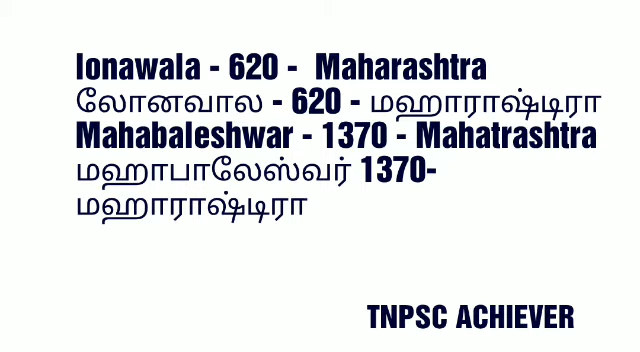 lonawala - 620 - Maharashtra
லோனவால - 620 - மஹாராஷ்டிரா
Mahabaleshwar - 1370 - Mahatrashtra
மஹாபாலேஸ்வர் 1370-
மஹாராஷ்டிரா
TNPSC ACHIEVER